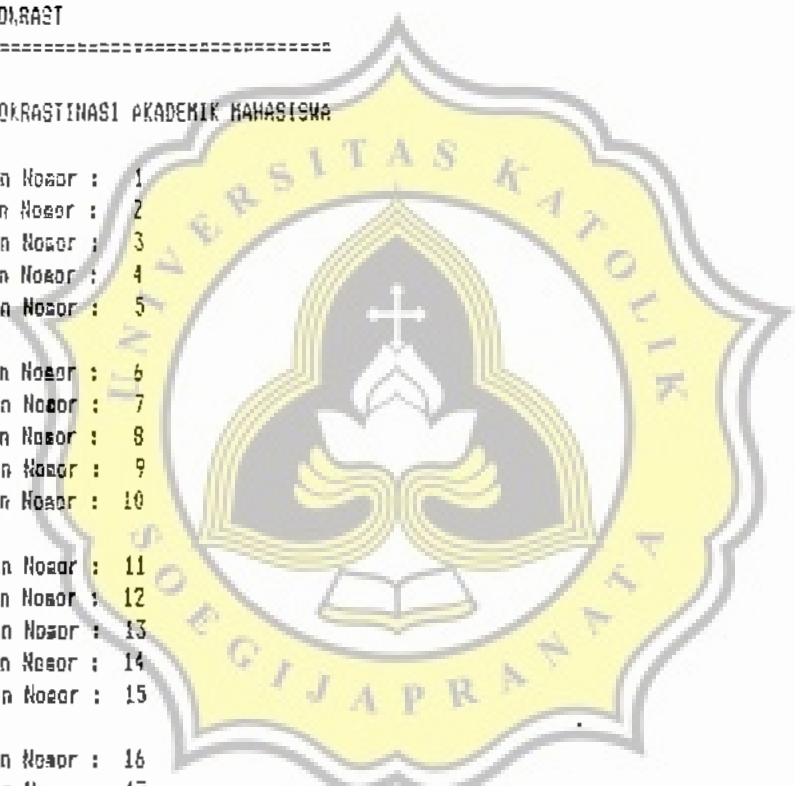 OKRAST
===============================
OKRASTINASI AKADEMIK MAHASISWA
n Nomor : 1
n Nomor : 2
n Nomor : 3
n Nomor : 4
n Nomor : 5
n Nomor : 6
n Nomor : 7
n Nomor : 8
n Nomor : 9
n Nomor : 10
n Nomor : 11
n Nomor : 12
n Nomor : 13
n Nomor : 14
n Nomor : 15
n Nomor : 16
UNIVERSITAS KATOLIK
SOEGIJAPRANATA